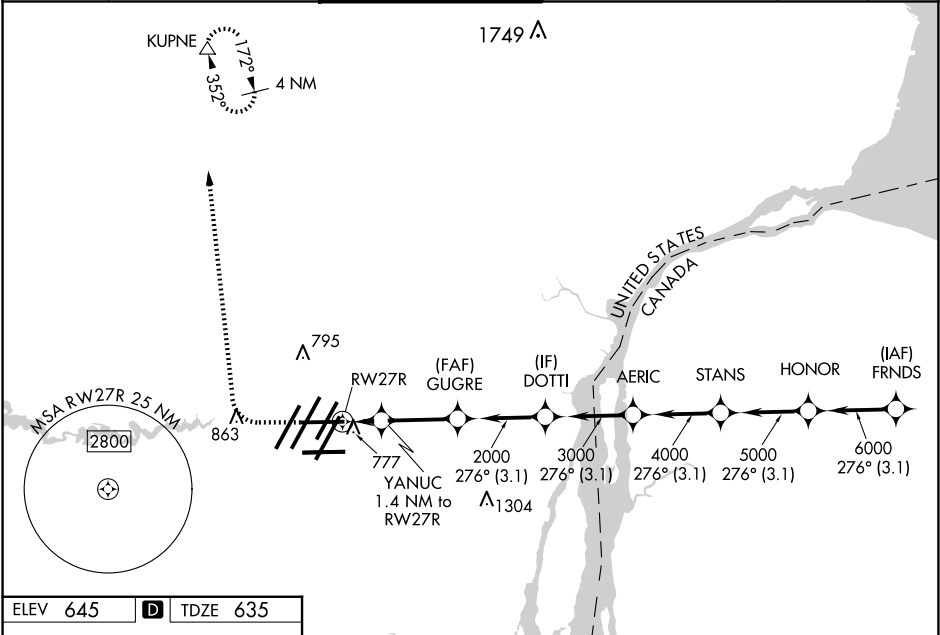 1749
KUPNE
172°
352°
4 NM
UNITED STATES
CANADA
795
RW27R
(FAF)
GUGRE
(IF)
DOTTI
AERIC
STANS
HONOR
(IAF)
FRNDS
MSA RW27R 25 NM
2800
863
777
YANUC
1.4 NM to
RW27R
2000
276° (3.1)
3000
276° (3.1)
4000
276° (3.1)
5000
276° (3.1)
6000
276° (3.1)
1304
ELEV 645 D TDZE 635